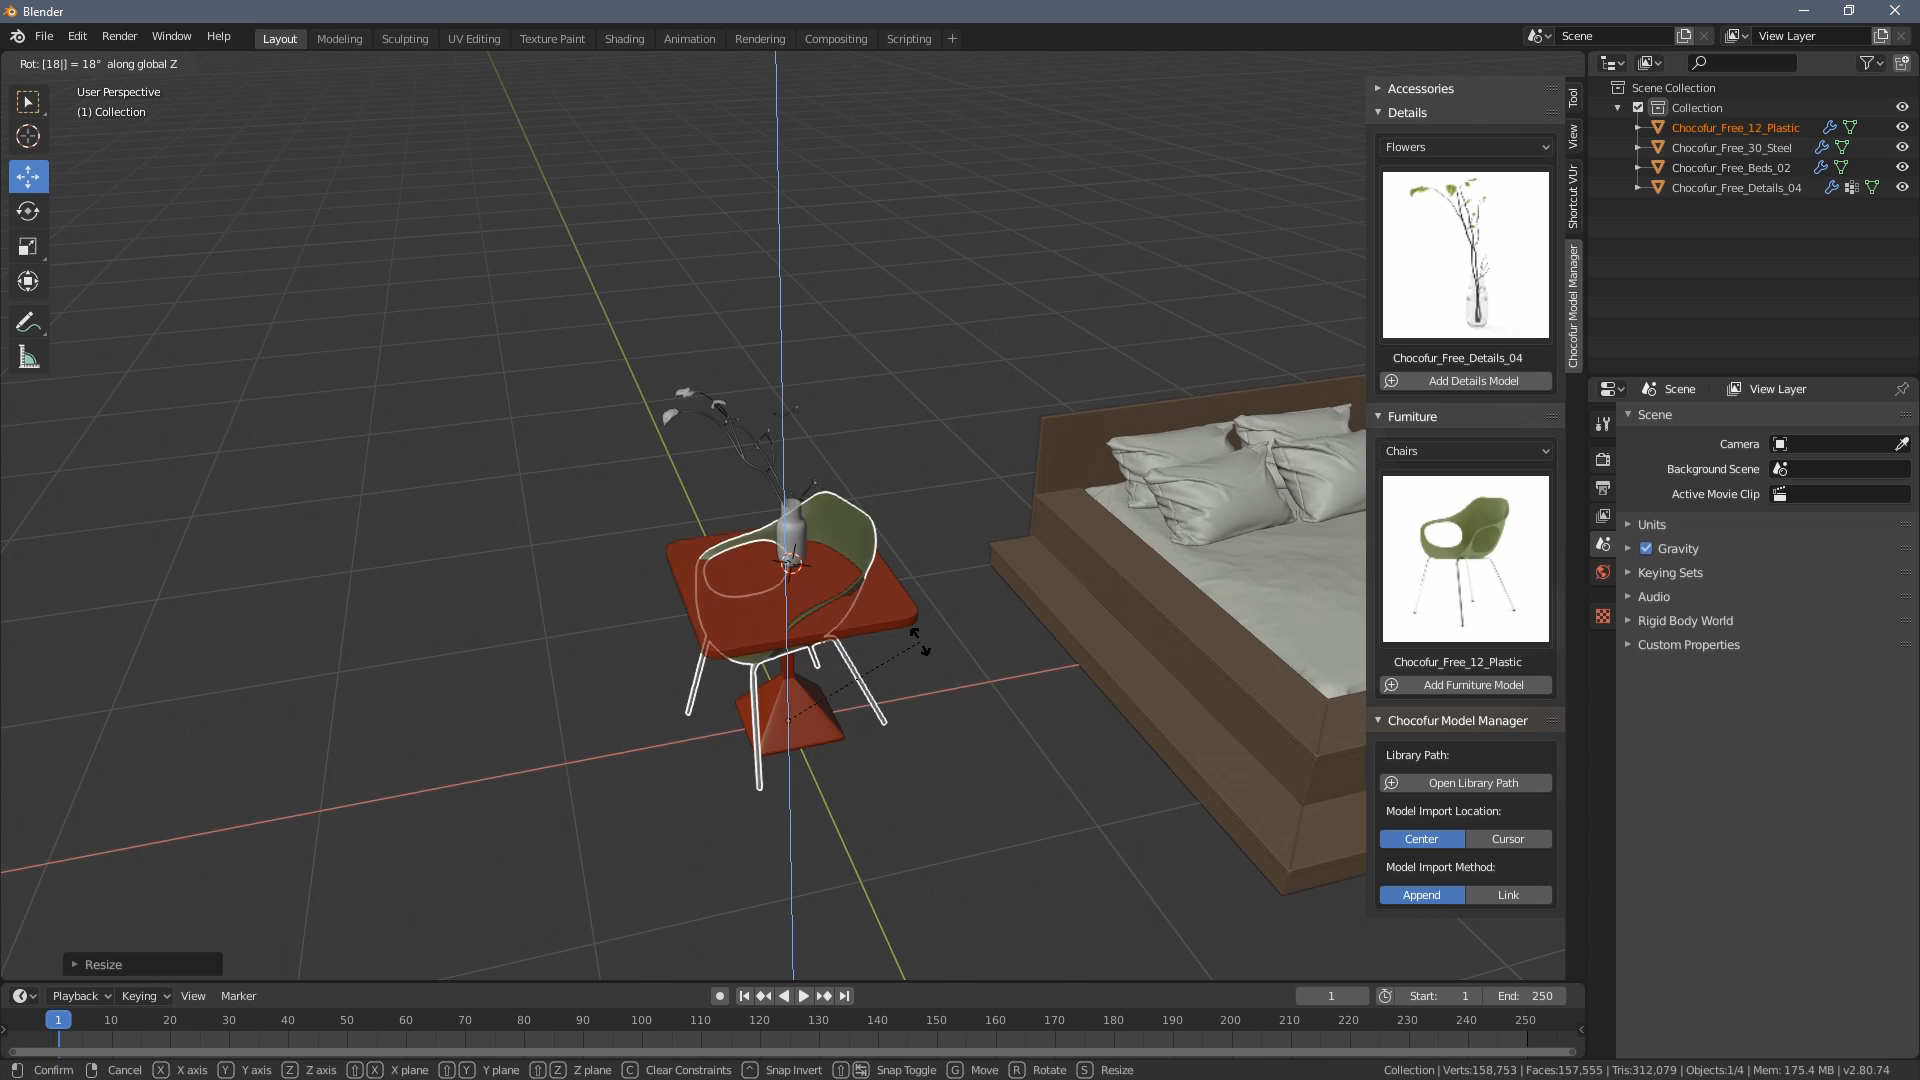 Blender
File Edit Render Window Help
Layout Modeling Sculpting UV Editing Texture Paint Shading Animation Rendering Compositing Scripting +
Scene
View Layer
Rot: [18|] = 18° along global Z
User Perspective
(1) Collection
Accessories
Details
Flowers
Chocofur_Free_Details_04
Add Details Model
Furniture
Chairs
Chocofur_Free_12_Plastic
Add Furniture Model
Chocofur Model Manager
Library Path:
Open Library Path
Model Import Location:
Center Cursor
Model Import Method:
Append Link
Tool
View
Shortcut VUr
Chocofur Model Manager
Scene Collection
Collection
Chocofur_Free_12_Plastic
Chocofur_Free_30_Steel
Chocofur_Free_Beds_02
Chocofur_Free_Details_04
Scene View Layer
Scene
Camera
Background Scene
Active Movie Clip
Units
Gravity
Keying Sets
Audio
Rigid Body World
Custom Properties
Resize
Playback Keying View Marker
1 Start: 1 End: 250
1 10 20 30 40 50 60 70 80 90 100 110 120 130 140 150 160 170 180 190 200 210 220 230 240 250
Confirm Cancel X X axis Y Y axis Z Z axis X X plane Y Y plane Z Z plane C Clear Constraints ^ Snap Invert Snap Toggle G Move R Rotate S Resize
Collection | Verts:158,753 | Faces:157,555 | Tris:312,079 | Objects:1/4 | Mem: 175.4 MB | v2.80.74